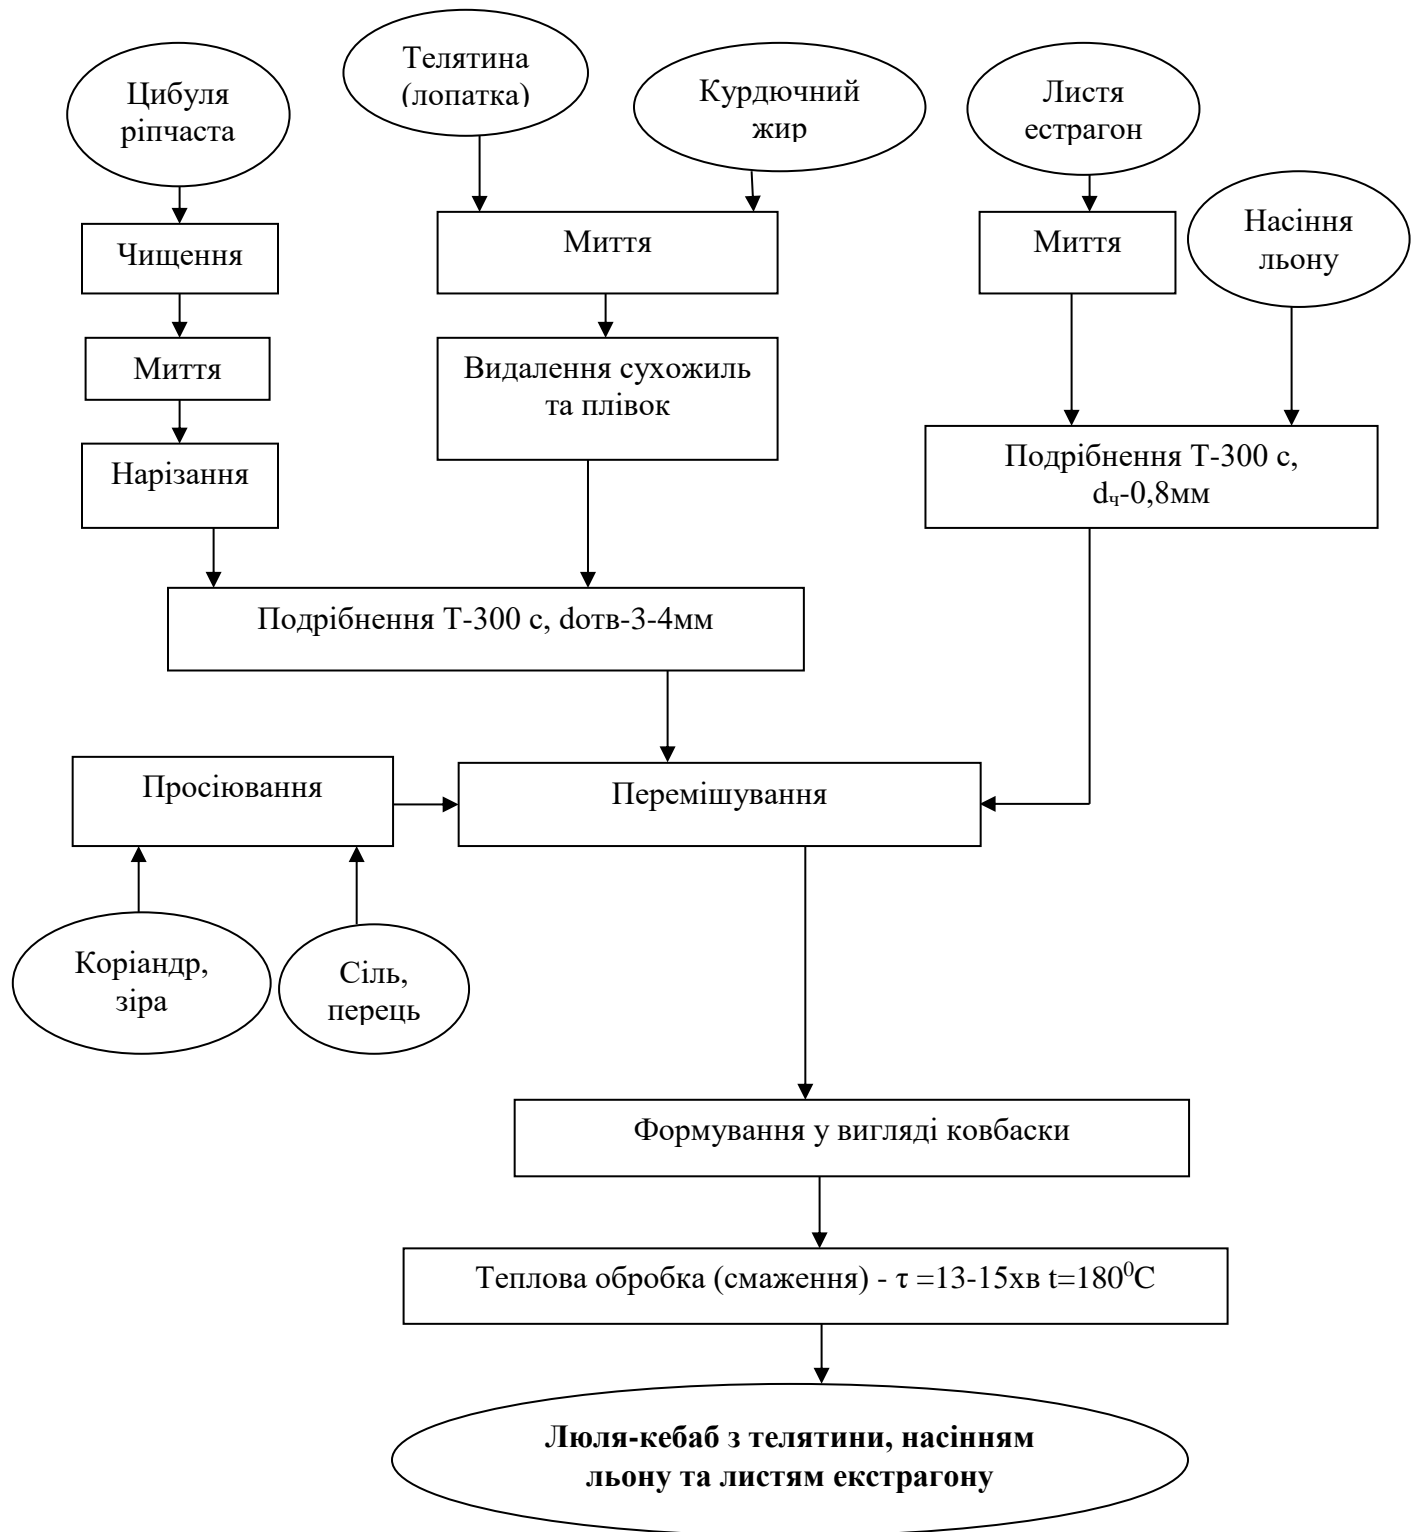 Цибуля
ріпчаста
Телятина
(лопатка)
Курдючний
жир
Листя
естрагон
Насіння
льону
Чищення
Миття
Миття
Миття
Видалення сухожиль
та плівок
Нарізання
Подрібнення Т-300 с,
dч-0,8мм
Подрібнення Т-300 с, dотв-3-4мм
Просіювання
Перемішування
Коріандр,
зіра
Сіль,
перець
Формування у вигляді ковбаски
Теплова обробка (смаження) - τ =13-15хв t=180⁰С
Люля-кебаб з телятини, насінням
льону та листям екстрагону